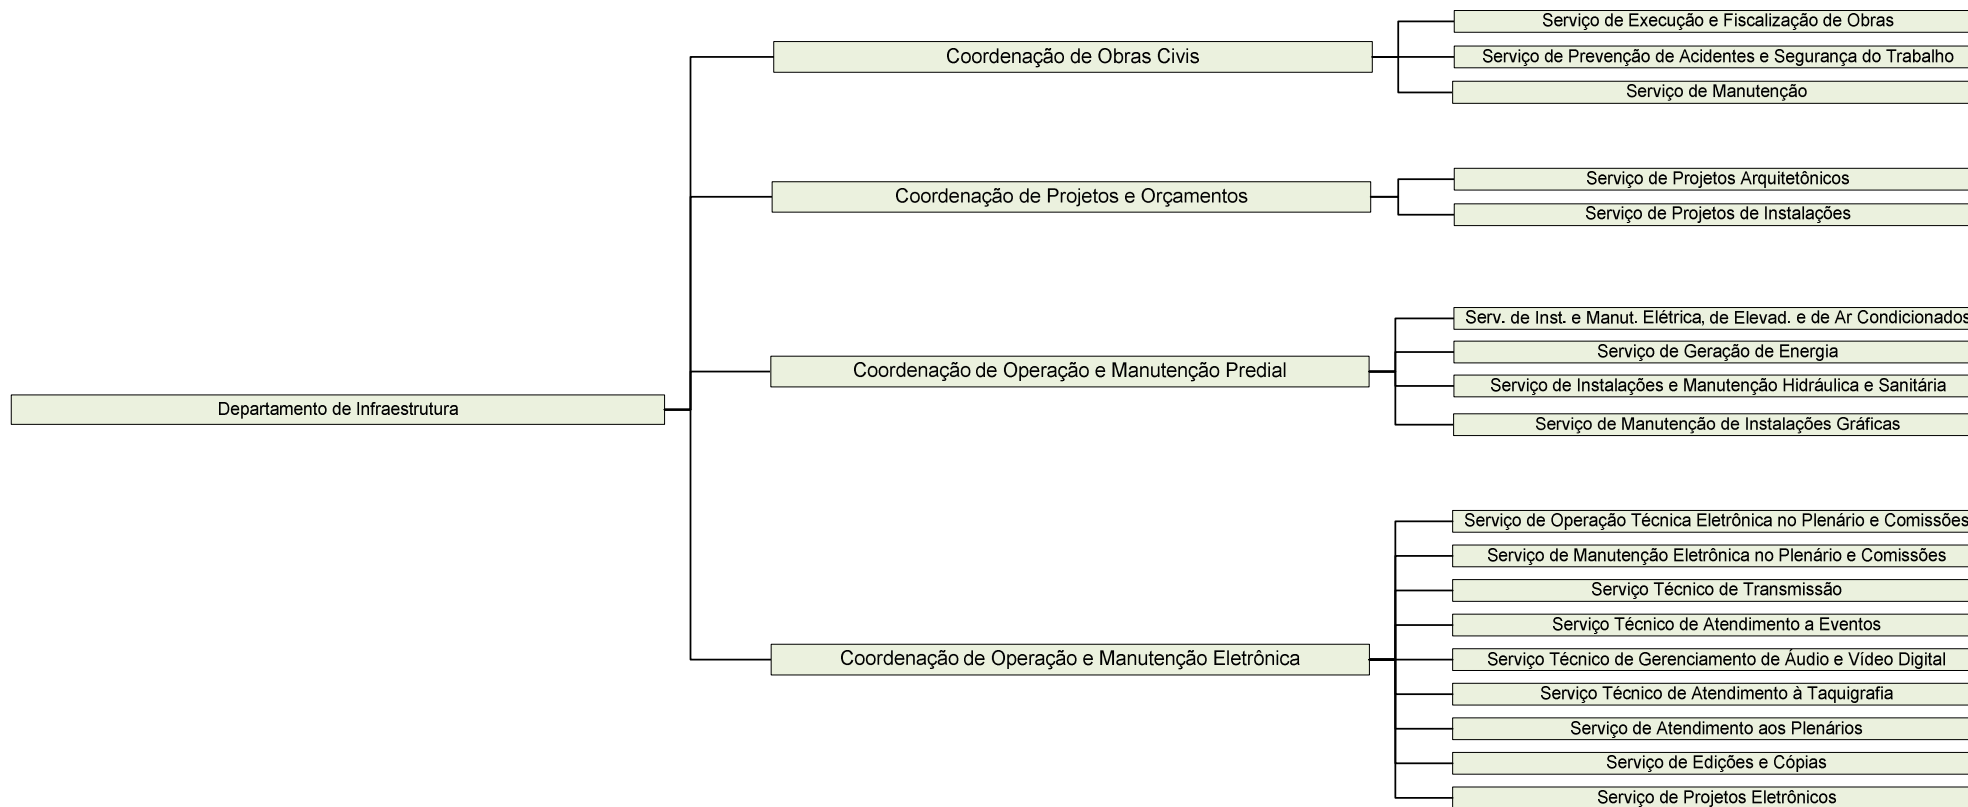 Serviço de Execução e Fiscalização de Obras
Coordenação de Obras Civis
Serviço de Prevenção de Acidentes e Segurança do Trabalho
Serviço de Manutenção
Serviço de Projetos Arquitetônicos
Coordenação de Projetos e Orçamentos
Serviço de Projetos de Instalações
Serv. de Inst. e Manut. Elétrica, de Elevad. e de Ar Condicionados
Serviço de Geração de Energia
Coordenação de Operação e Manutenção Predial
Serviço de Instalações e Manutenção Hidráulica e Sanitária
Departamento de Infraestrutura
Serviço de Manutenção de Instalações Gráficas
Serviço de Operação Técnica Eletrônica no Plenário e Comissões
Serviço de Manutenção Eletrônica no Plenário e Comissões
Serviço Técnico de Transmissão
Serviço Técnico de Atendimento a Eventos
Coordenação de Operação e Manutenção Eletrônica
Serviço Técnico de Gerenciamento de Áudio e Vídeo Digital
Serviço Técnico de Atendimento à Taquigrafia
Serviço de Atendimento aos Plenários
Serviço de Edições e Cópias
Serviço de Projetos Eletrônicos